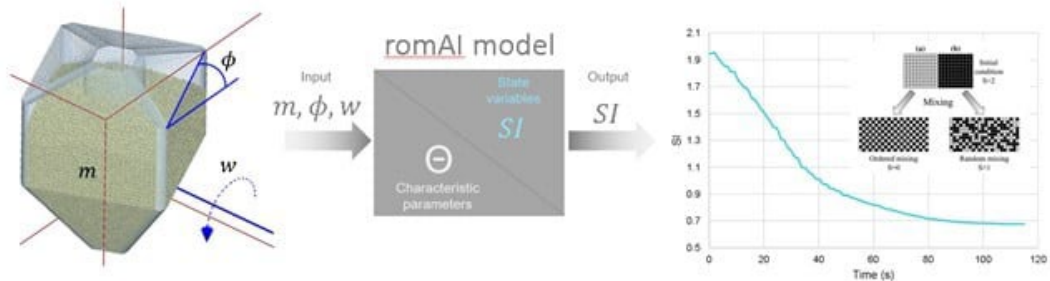 ϕ
m
w
romAI model
Input
m, ϕ, w
State
variables
SI
Θ
Characteristic
parameters
Output
SI
2.1
1.9
1.7
1.5
1.3
1.1
0.9
0.7
0.5
SI
0
20
40
60
80
100
120
Time (s)
(a)
(b)
Initial
condition
S=2
Mixing
Ordered mixing
S=0
Random mixing
S=1